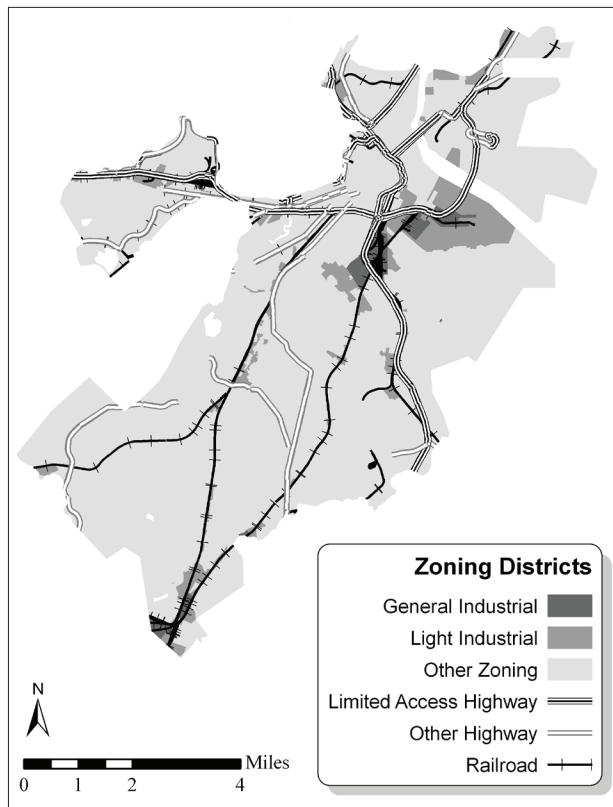 Zoning Districts
General Industrial
Light Industrial
Other Zoning
Limited Access Highway
Other Highway
Railroad
N
Miles
0 1 2 4